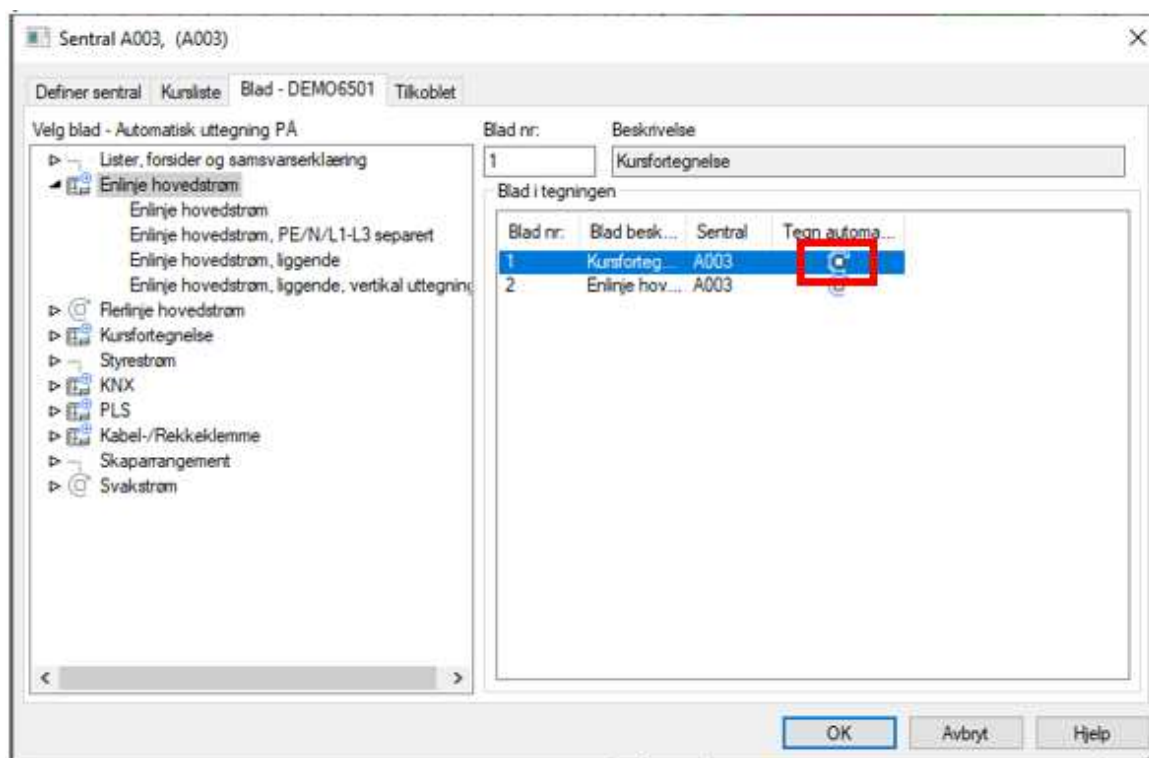 Sentral A003, (A003)
Definer sentral Kursliste Blad - DEMO6501 Tilkoblet
Velg blad - Automatisk uttegning PÅ
Lister, forsider og samsvarserklæring
Enlinje hovedstrøm
Enlinje hovedstrøm
Enlinje hovedstrøm, PE/N/L1-L3 separert
Enlinje hovedstrøm, liggende
Enlinje hovedstrøm, liggende, vertikal uttegning
Flerlinje hovedstrøm
Kursfortegnelse
Styrestrøm
KNX
PLS
Kabel-/Rekkeklemme
Skaparrangement
Svakstrøm
Blad nr: Beskrivelse
1 Kursfortegnelse
Blad i tegningen
Blad nr: Blad besk... Sentral Tegn automa...
1 Kursforteg... A003
2 Enlinje hov... A003
OK Avbryt Hjelp